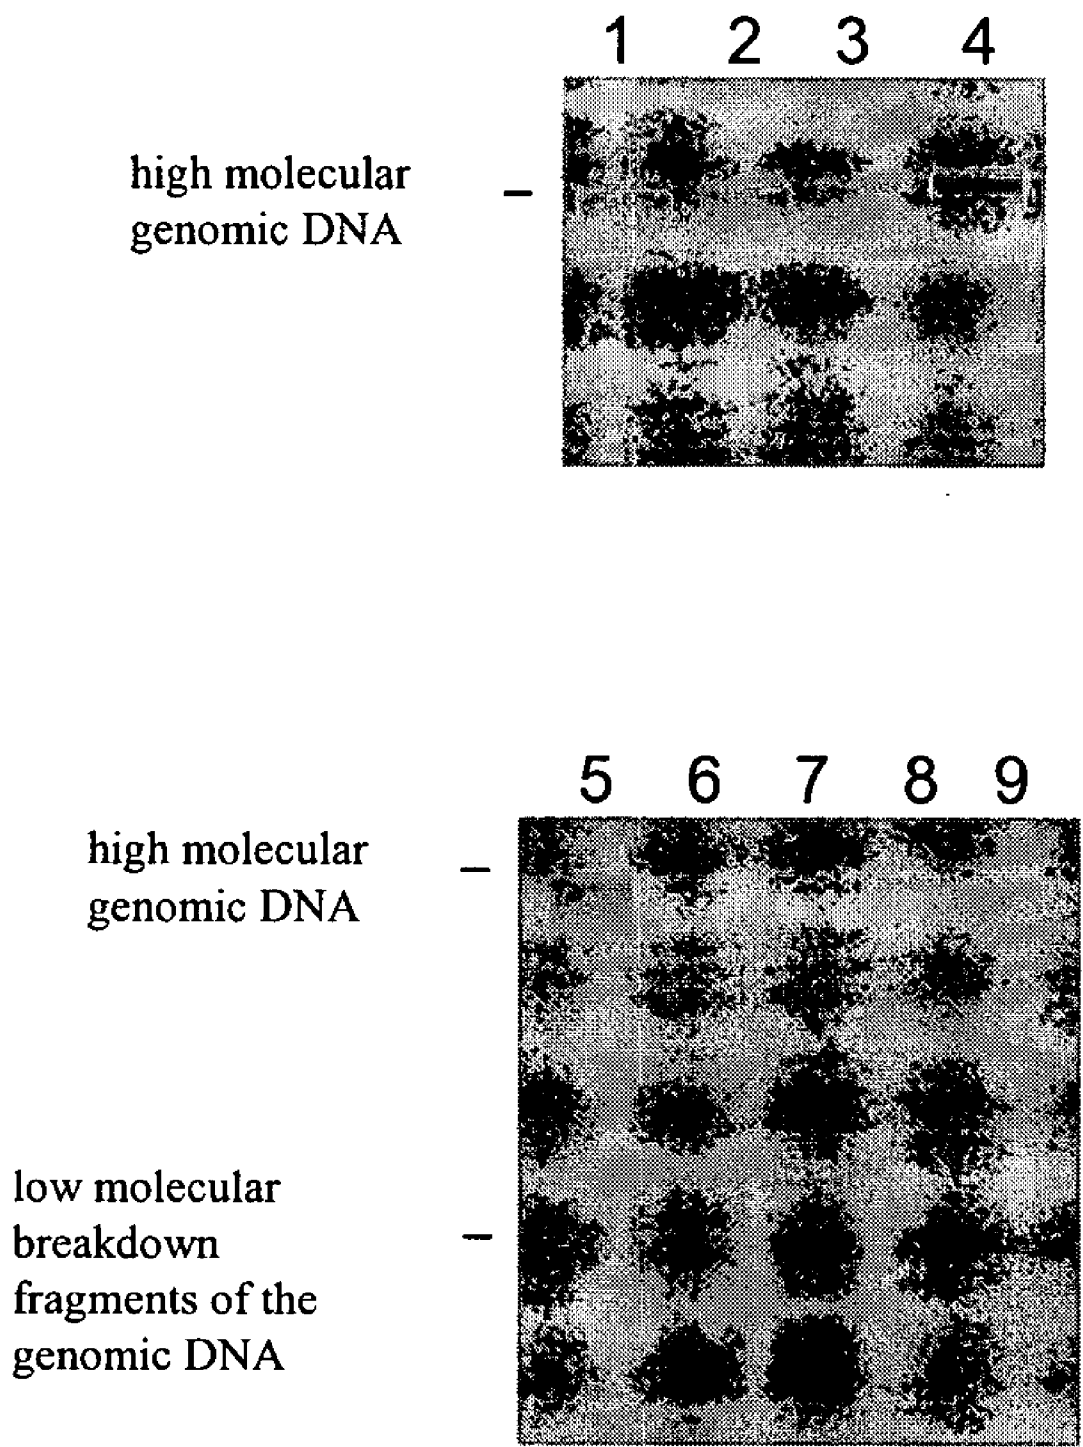 1 2 3 4
high molecular
genomic DNA
5 6 7 8 9
high molecular
genomic DNA
low molecular
breakdown
fragments of the
genomic DNA